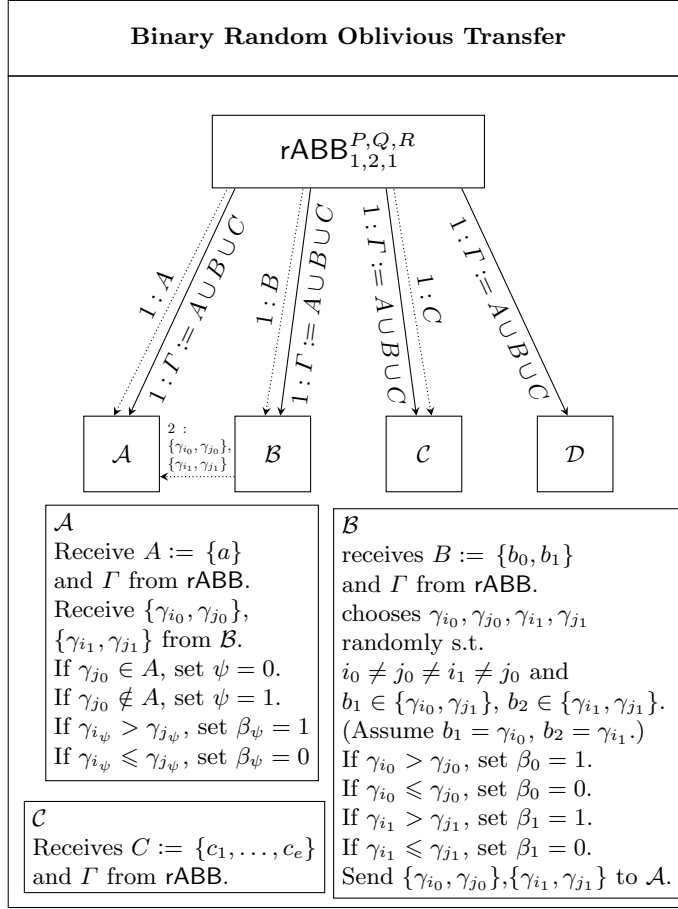 Binary Random Oblivious Transfer
rABB^{P,Q,R}_{1,2,1}
1 : A
1 : Γ := A ∪ B ∪ C
1 : B
1 : Γ := A ∪ B ∪ C
1 : Γ := A ∪ B ∪ C
1 : C
1 : Γ := A ∪ B ∪ C
𝒜
2 :
{γ_{i_0}, γ_{j_0}},
{γ_{i_1}, γ_{j_1}}
ℬ
𝒞
𝒟
𝒜
Receive A := {a}
and Γ from rABB.
Receive {γ_{i_0}, γ_{j_0}},
{γ_{i_1}, γ_{j_1}} from ℬ.
If γ_{j_0} ∈ A, set ψ = 0.
If γ_{j_0} ∉ A, set ψ = 1.
If γ_{i_ψ} > γ_{j_ψ}, set β_ψ = 1
If γ_{i_ψ} ⩽ γ_{j_ψ}, set β_ψ = 0
𝒞
Receives C := {c_1, . . . , c_e}
and Γ from rABB.
ℬ
receives B := {b_0, b_1}
and Γ from rABB.
chooses γ_{i_0}, γ_{j_0}, γ_{i_1}, γ_{j_1}
randomly s.t.
i_0 ≠ j_0 ≠ i_1 ≠ j_0 and
b_1 ∈ {γ_{i_0}, γ_{j_1}}, b_2 ∈ {γ_{i_1}, γ_{j_1}}.
(Assume b_1 = γ_{i_0}, b_2 = γ_{i_1}.)
If γ_{i_0} > γ_{j_0}, set β_0 = 1.
If γ_{i_0} ⩽ γ_{j_0}, set β_0 = 0.
If γ_{i_1} > γ_{j_1}, set β_1 = 1.
If γ_{i_1} ⩽ γ_{j_1}, set β_1 = 0.
Send {γ_{i_0}, γ_{j_0}},{γ_{i_1}, γ_{j_1}} to 𝒜.